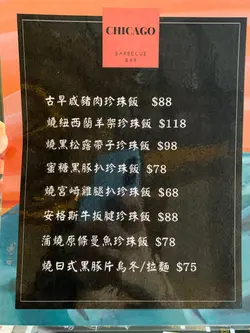 CHICAGO
BARBECUE
BAR
古早咸豬肉珍珠飯 $88
燒紐西蘭羊架珍珠飯 $118
燒黑松露帶子珍珠飯 $98
蜜糖黑豚扒珍珠飯 $78
燒宮崎雞腿扒珍珠飯 $68
安格斯牛扳腱珍珠飯 $88
蒲燒原條曼魚珍珠飯 $78
燒日式黑豚片烏冬/拉麵 $75